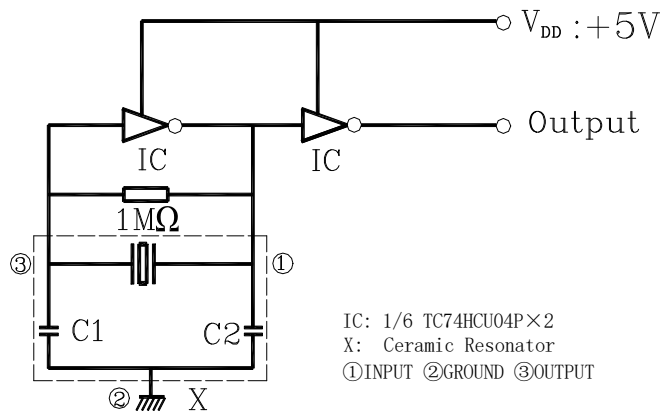 V_DD :+5V
Output
IC
IC
1MΩ
③
①
C1
C2
②
X
IC: 1/6 TC74HCU04P×2
X: Ceramic Resonator
①INPUT ②GROUND ③OUTPUT